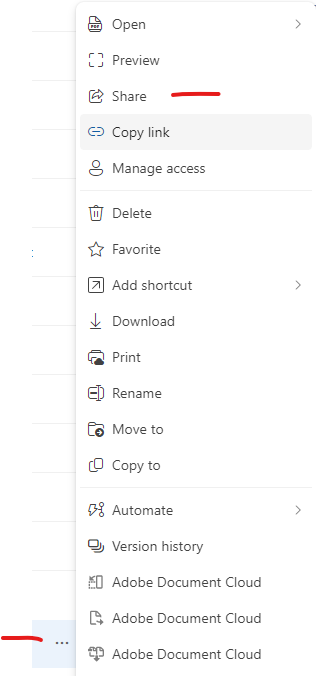 Open
Preview
Share
Copy link
Manage access
Delete
Favorite
Add shortcut
Download
Print
Rename
Move to
Copy to
Automate
Version history
Adobe Document Cloud
Adobe Document Cloud
Adobe Document Cloud